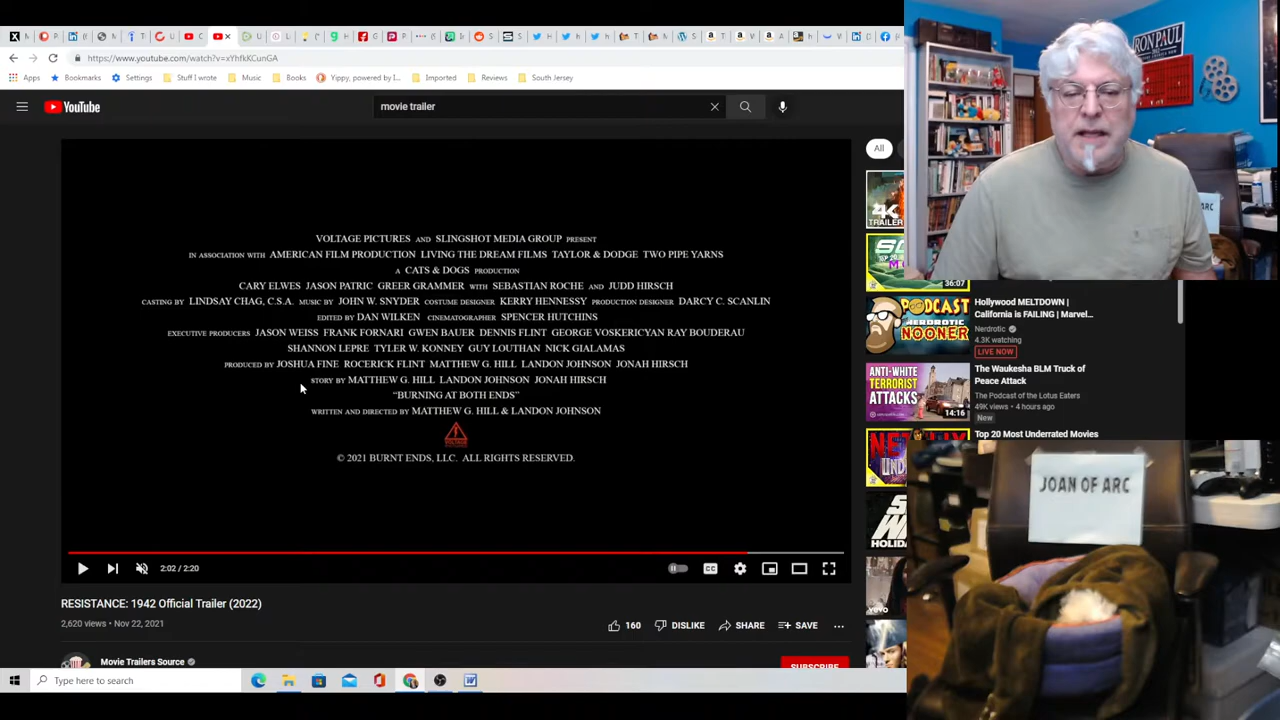 https://www.youtube.com/watch?v=xYhfkKCunGA
Apps
Bookmarks
Settings
Stuff I wrote
Music
Books
Yippy, powered by I...
Imported
Reviews
South Jersey
YouTube
movie trailer
VOLTAGE PICTURES AND SLINGSHOT MEDIA GROUP PRESENT
IN ASSOCIATION WITH AMERICAN FILM PRODUCTION LIVING THE DREAM FILMS TAYLOR & DODGE TWO PIPE YARNS
A CATS & DOGS PRODUCTION
CARY ELWES JASON PATRIC GREER GRAMMER WITH SEBASTIAN ROCHE AND JUDD HIRSCH
CASTING BY LINDSAY CHAG, C.S.A. MUSIC BY JOHN W. SNYDER COSTUME DESIGNER KERRY HENNESSY PRODUCTION DESIGNER DARCY C. SCANLIN
EDITED BY DAN WILKEN CINEMATOGRAPHER SPENCER HUTCHINS
EXECUTIVE PRODUCERS JASON WEISS FRANK FORNARI GWEN BAUER DENNIS FLINT GEORGE VOSKERICYAN RAY BOUDERAU
SHANNON LEPRE TYLER W. KONNEY GUY LOUTHAN NICK GIALAMAS
PRODUCED BY JOSHUA FINE ROCERICK FLINT MATTHEW G. HILL LANDON JOHNSON JONAH HIRSCH
STORY BY MATTHEW G. HILL LANDON JOHNSON JONAH HIRSCH
"BURNING AT BOTH ENDS"
WRITTEN AND DIRECTED BY MATTHEW G. HILL & LANDON JOHNSON
VOLTAGE
© 2021 BURNT ENDS, LLC. ALL RIGHTS RESERVED.
2:02 / 2:20
CC
RESISTANCE: 1942 Official Trailer (2022)
2,620 views • Nov 22, 2021
160
DISLIKE
SHARE
SAVE
Movie Trailers Source
SUBSCRIBE
All
4K
TRAILER
36:07
PODCAST
NERDROTIC
NOONER
Hollywood MELTDOWN |
California is FAILING | Marvel...
Nerdrotic
4.3K watching
LIVE NOW
ANTI-WHITE
TERRORIST
ATTACKS
14:16
The Waukesha BLM Truck of
Peace Attack
The Podcast of the Lotus Eaters
49K views • 4 hours ago
New
Top 20 Most Underrated Movies
Type here to search
RON PAUL
JOAN OF ARC